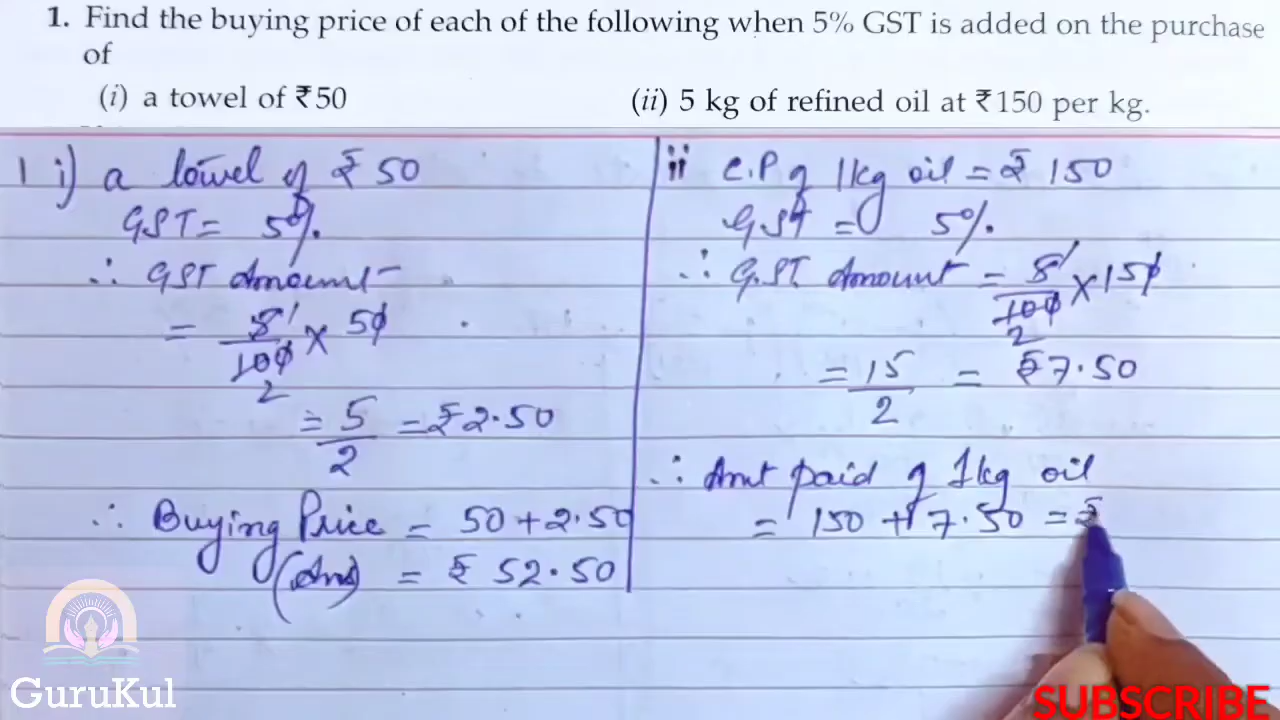 1. Find the buying price of each of the following when 5% GST is added on the purchase
of
(i) a towel of ₹50
(ii) 5 kg of refined oil at ₹150 per kg.
1 i) a towel of ₹ 50
GST = 5%.
∴ GST Amount-
= 5/100 × 50
1
2
= 5/2 = ₹2.50
∴ Buying Price = 50 + 2.50
(Ans) = ₹ 52.50
ii C.P of 1kg oil = ₹ 150
GST = 5%.
∴ G.S.T. Amount = 5/100 × 150
1
2
= 15/2 = ₹7.50
∴ Amt paid of 1kg oil
= 150 + 7.50 = ₹
GuruKul
SUBSCRIBE